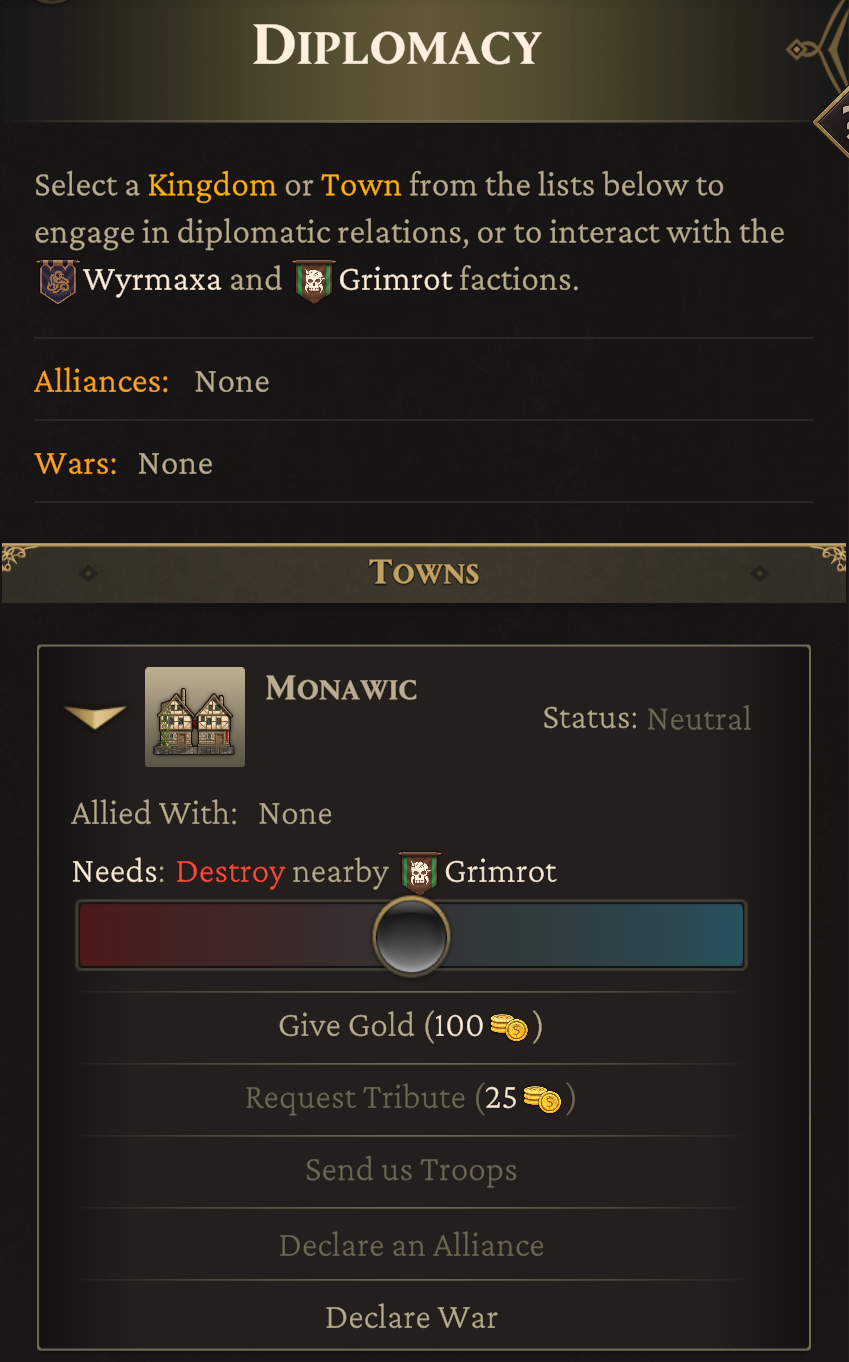 Diplomacy
Select a Kingdom or Town from the lists below to
engage in diplomatic relations, or to interact with the
Wyrmaxa and Grimrot factions.
Alliances: None
Wars: None
Towns
Monawic
Status: Neutral
Allied With: None
Needs: Destroy nearby Grimrot
Give Gold (100)
Request Tribute (25)
Send us Troops
Declare an Alliance
Declare War